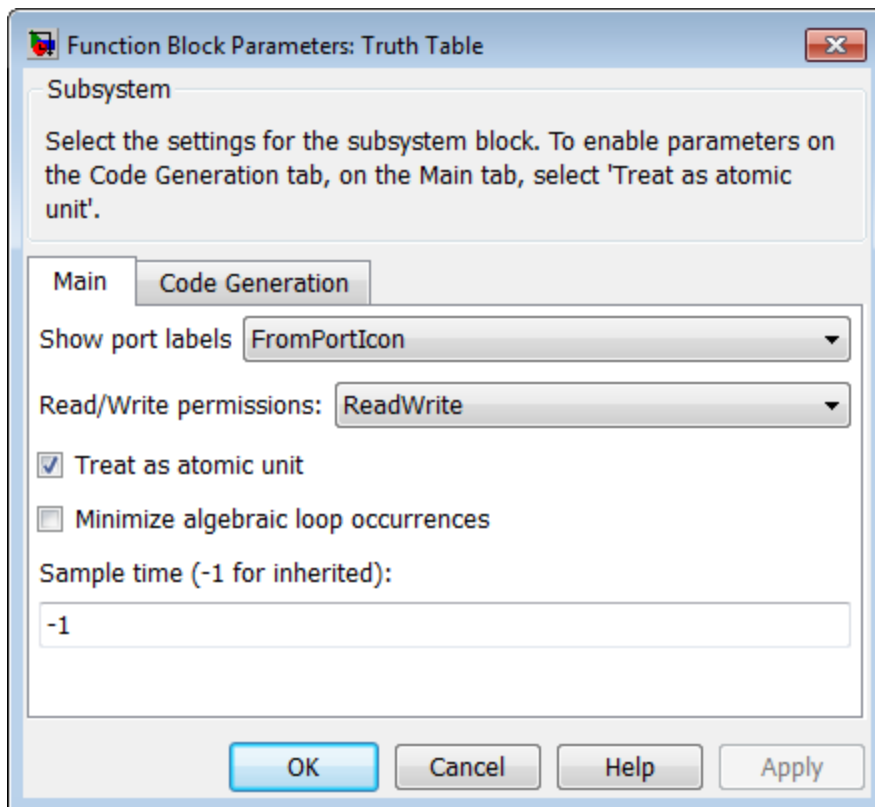 Function Block Parameters: Truth Table
Subsystem
Select the settings for the subsystem block. To enable parameters on
the Code Generation tab, on the Main tab, select 'Treat as atomic
unit'.
Main Code Generation
Show port labels FromPortIcon
Read/Write permissions: ReadWrite
Treat as atomic unit
Minimize algebraic loop occurrences
Sample time (-1 for inherited):
-1
OK Cancel Help Apply